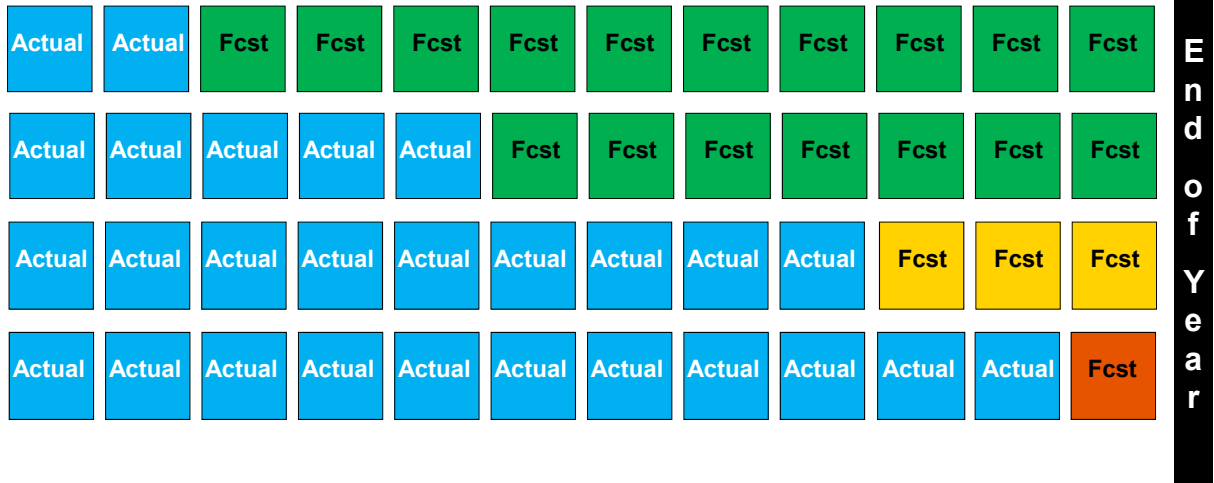 Actual Actual Fcst Fcst Fcst Fcst Fcst Fcst Fcst Fcst Fcst Fcst
Actual Actual Actual Actual Actual Fcst Fcst Fcst Fcst Fcst Fcst Fcst
Actual Actual Actual Actual Actual Actual Actual Actual Actual Fcst Fcst Fcst
Actual Actual Actual Actual Actual Actual Actual Actual Actual Actual Actual Fcst
End of Year